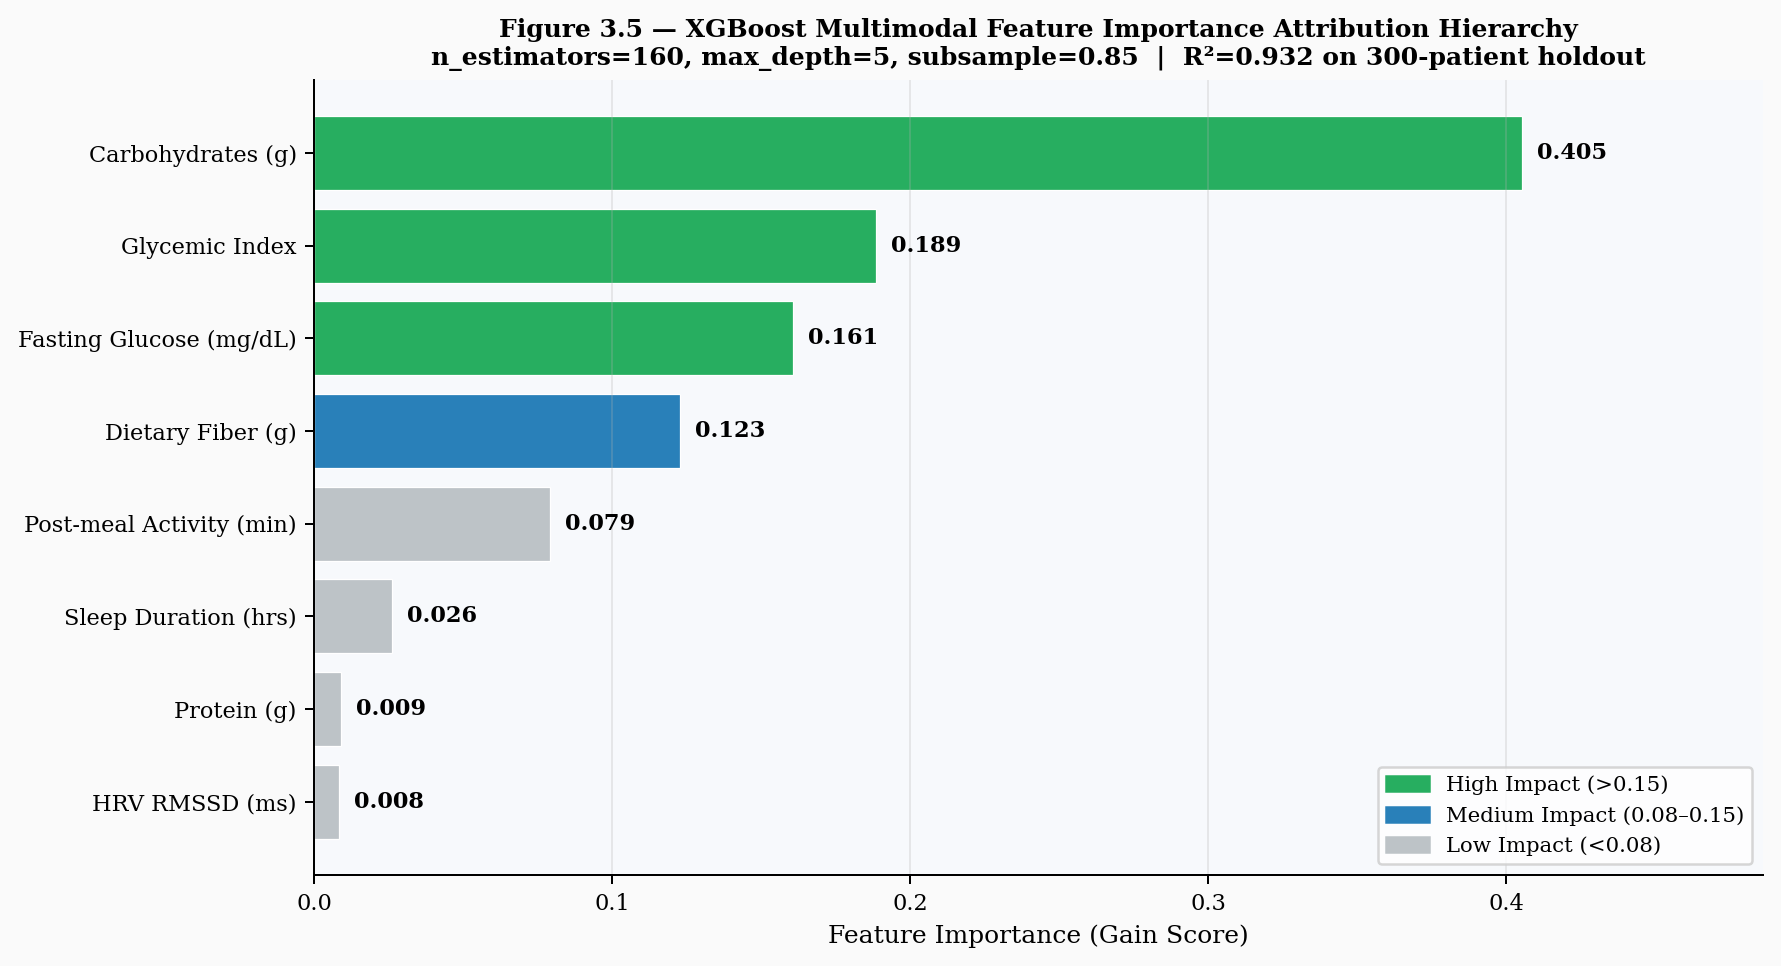 Figure 3.5 — XGBoost Multimodal Feature Importance Attribution Hierarchy
n_estimators=160, max_depth=5, subsample=0.85 | R²=0.932 on 300-patient holdout
Carbohydrates (g)
0.405
Glycemic Index
0.189
Fasting Glucose (mg/dL)
0.161
Dietary Fiber (g)
0.123
Post-meal Activity (min)
0.079
Sleep Duration (hrs)
0.026
Protein (g)
0.009
HRV RMSSD (ms)
0.008
High Impact (>0.15)
Medium Impact (0.08–0.15)
Low Impact (<0.08)
0.0 0.1 0.2 0.3 0.4
Feature Importance (Gain Score)